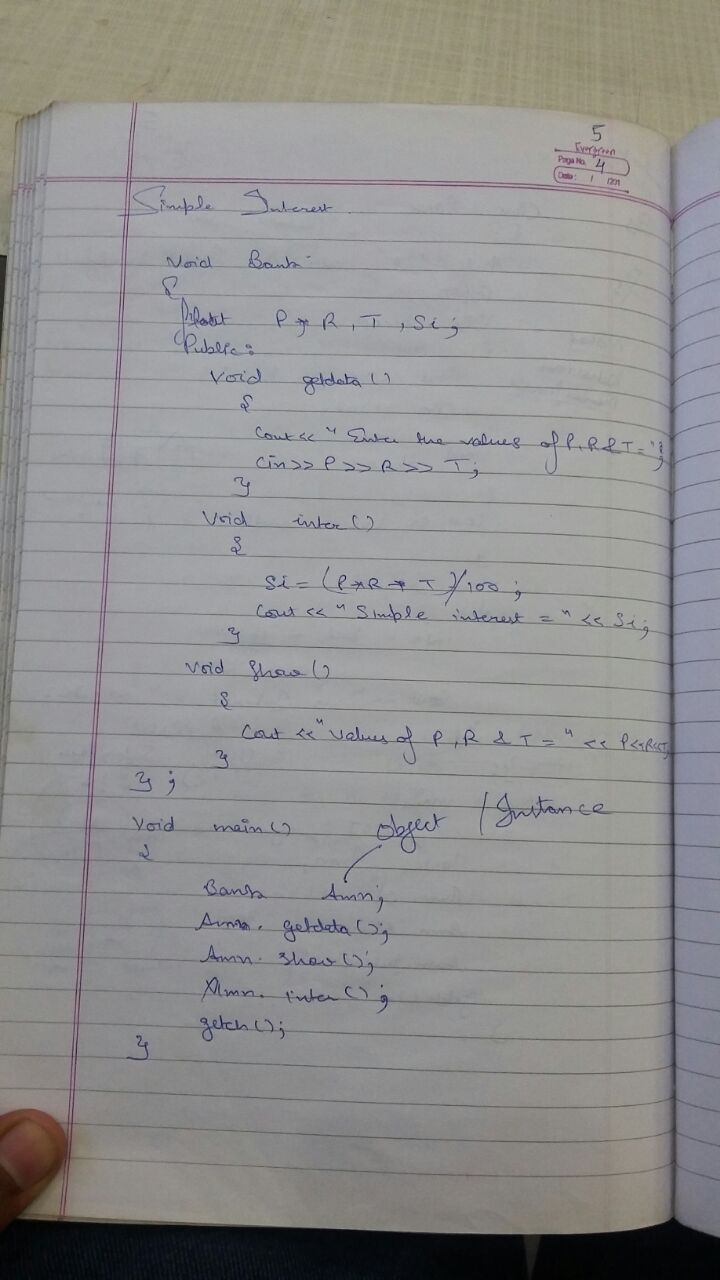 5
Evergreen
Page No. 4
Date: / /201
Simple Interest.
Void Bank
{
float P, R, T, Si;
Public:
Void getdata()
{
Cout<< " Enter the values of P, R & T = ";
Cin>> P>> R>> T;
}
Void inter()
{
Si = (P*R * T)/100 ;
Cout << " Simple interest = " << Si;
}
Void Show()
{
Cout <<" Values of P, R & T = " << P<<R<<T;
}
} ;
Void main() Object / Instance
{
Bank Amn;
Amn. getdata();
Amn. Show();
Amn. inter();
getch();
}